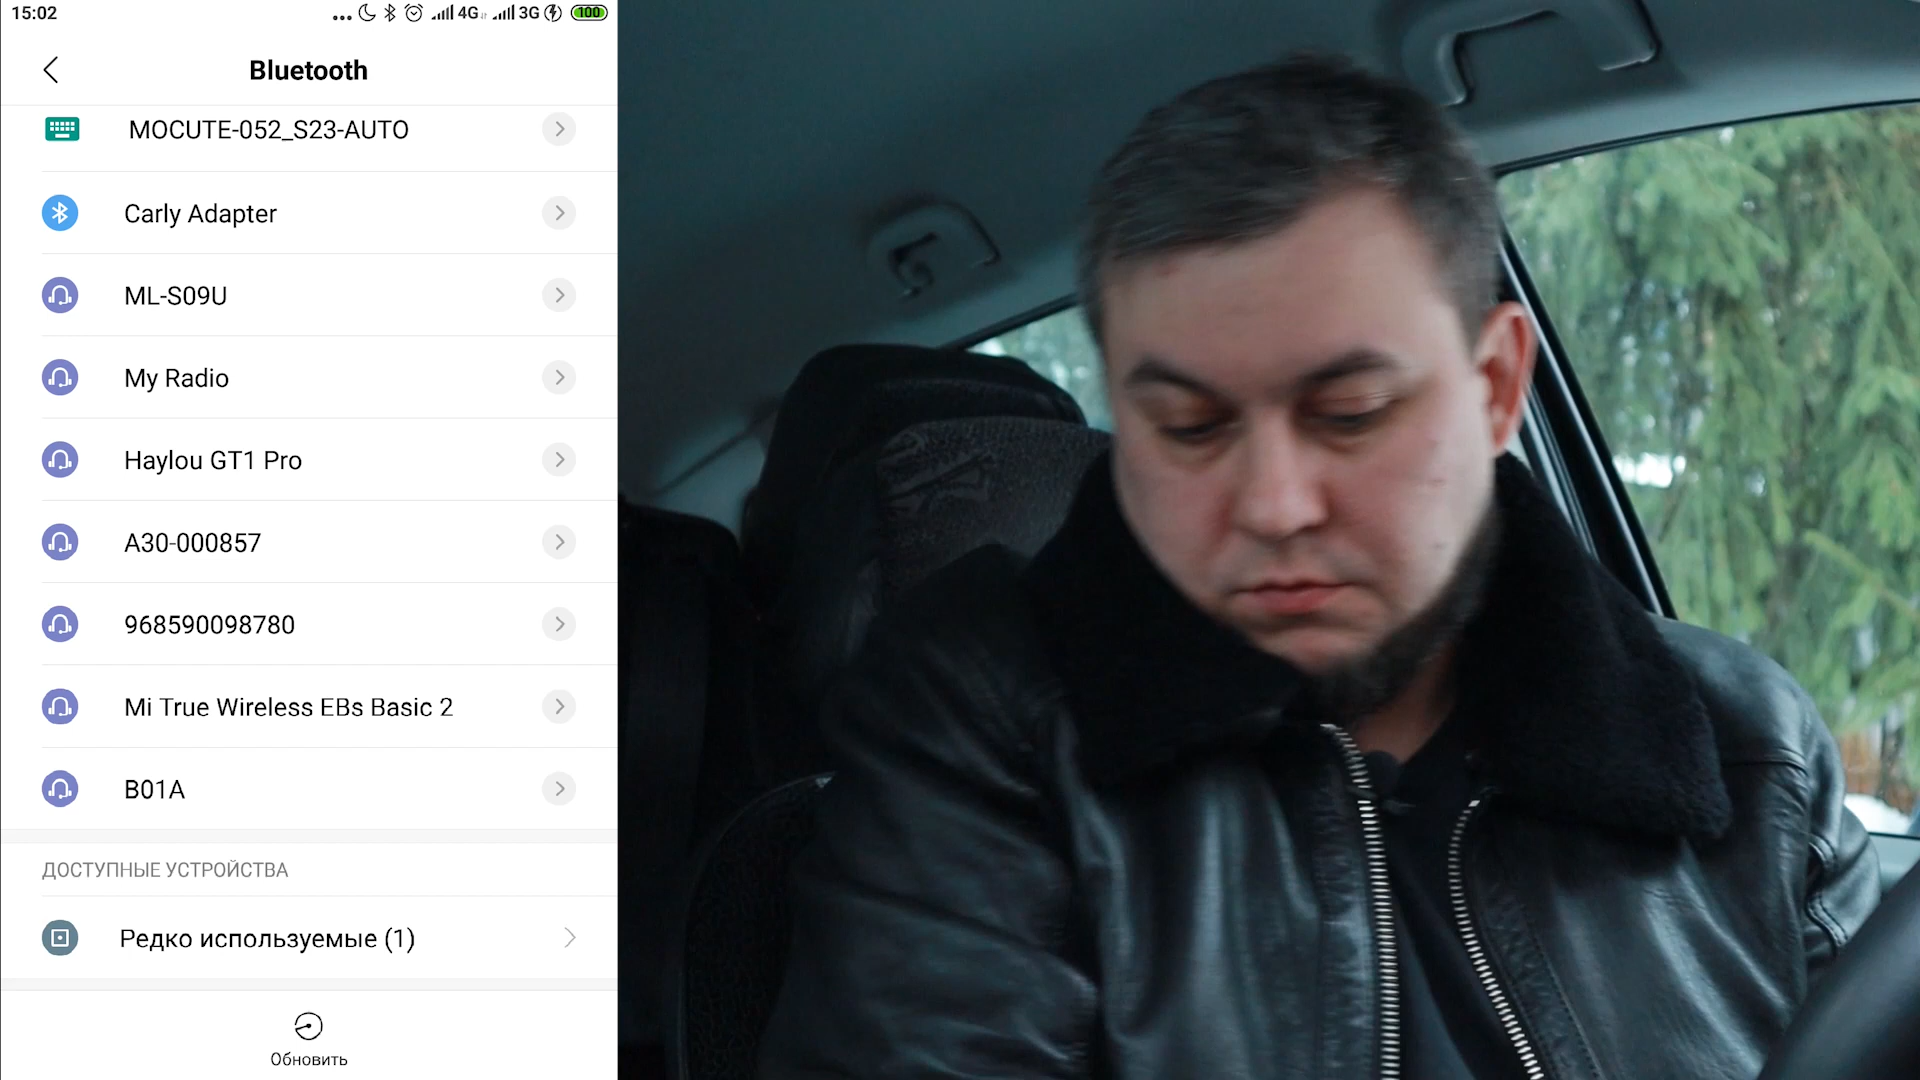 15:02
4G 3G 100
Bluetooth
MOCUTE-052_S23-AUTO
Carly Adapter
ML-S09U
My Radio
Haylou GT1 Pro
A30-000857
968590098780
Mi True Wireless EBs Basic 2
B01A
ДОСТУПНЫЕ УСТРОЙСТВА
Редко используемые (1)
Обновить